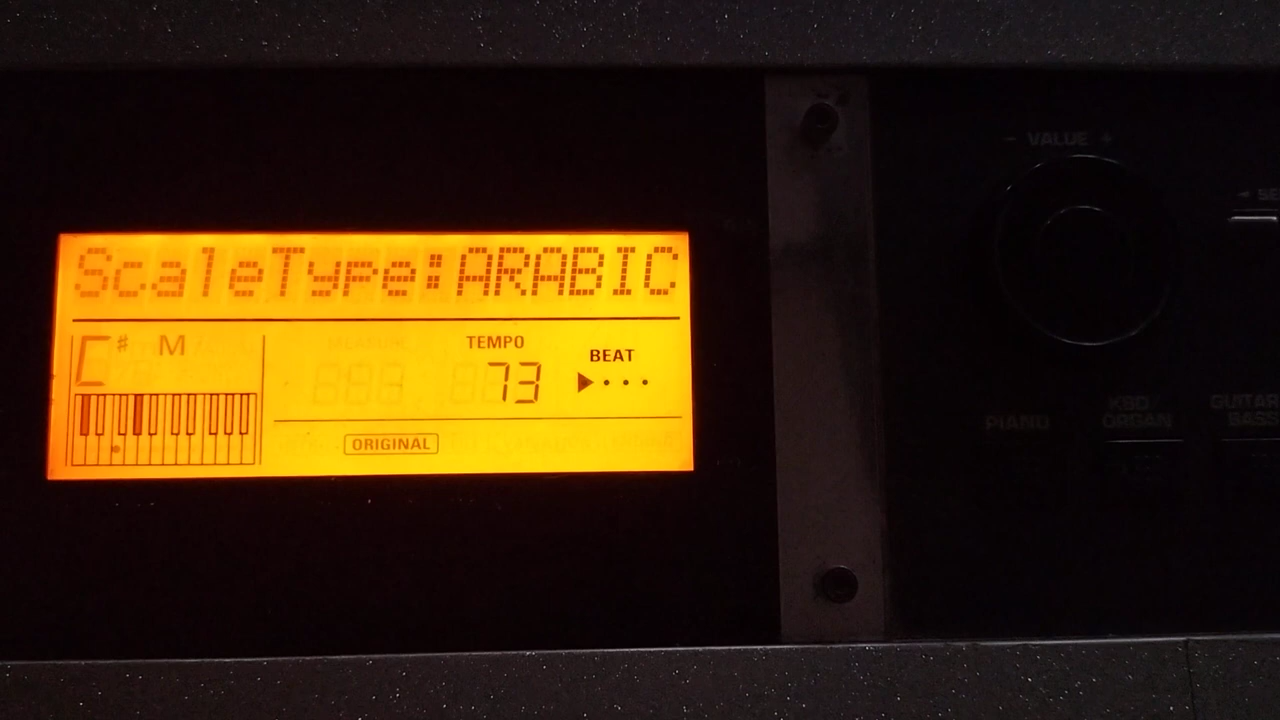 ScaleType:ARABIC
C# M
TEMPO
73
BEAT
ORIGINAL
- VALUE +
PIANO
KBD/
ORGAN
GUITAR
BASS